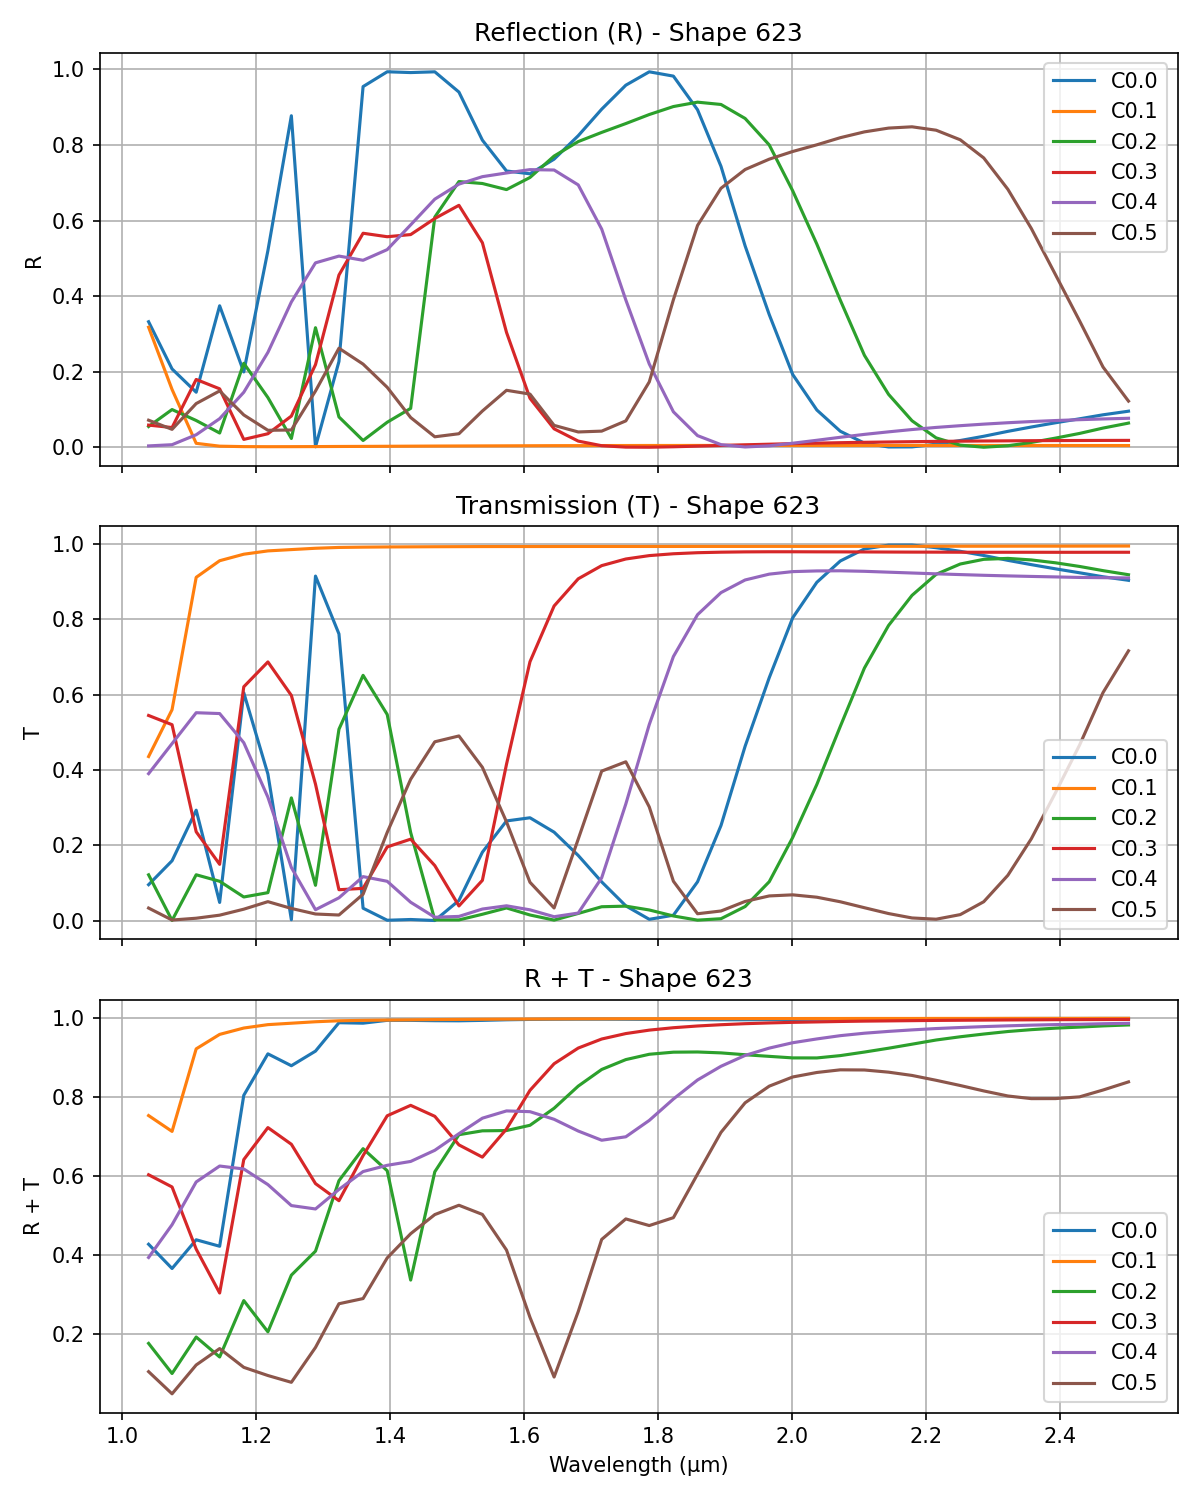 Reflection (R) - Shape 623
1.0
0.8
0.6
0.4
0.2
0.0
R
C0.0
C0.1
C0.2
C0.3
C0.4
C0.5
Transmission (T) - Shape 623
1.0
0.8
0.6
0.4
0.2
0.0
T
C0.0
C0.1
C0.2
C0.3
C0.4
C0.5
R + T - Shape 623
1.0
0.8
0.6
0.4
0.2
R + T
C0.0
C0.1
C0.2
C0.3
C0.4
C0.5
1.0 1.2 1.4 1.6 1.8 2.0 2.2 2.4
Wavelength (µm)